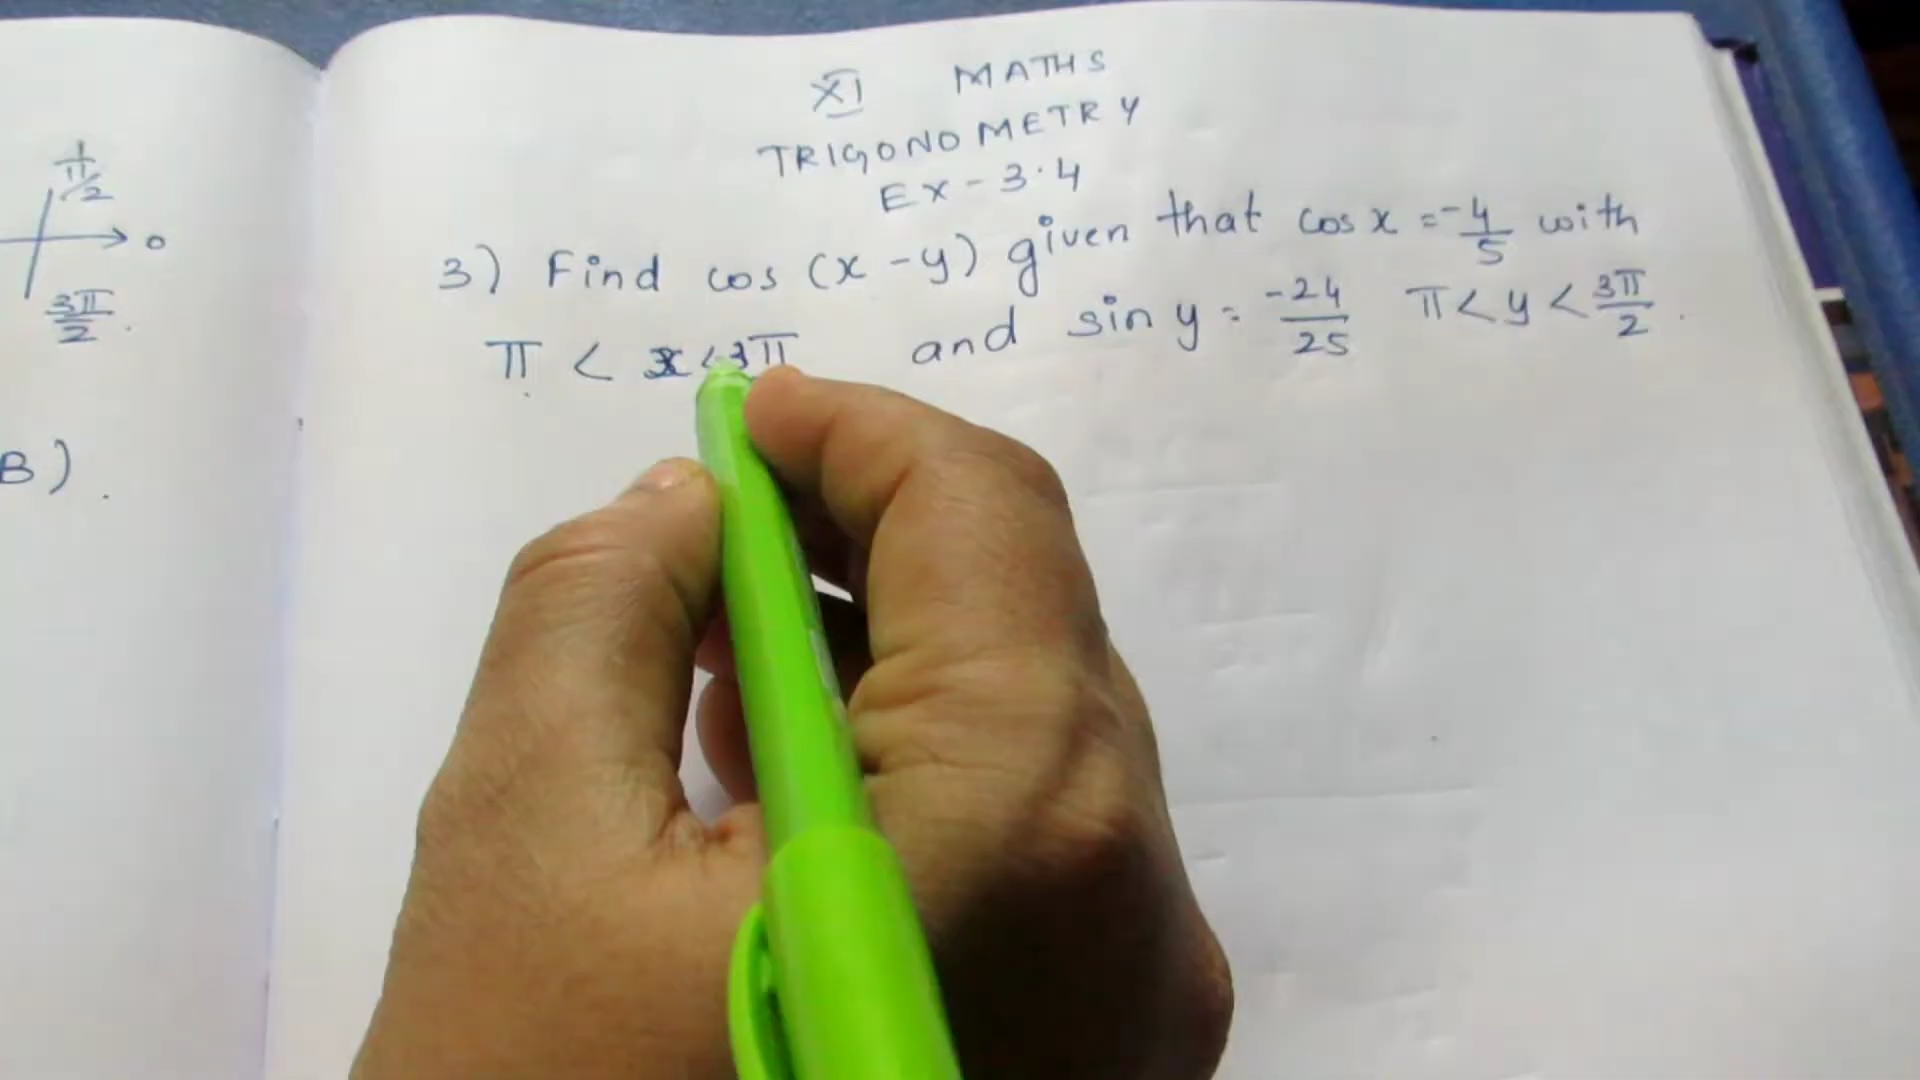 π/2
0
3π/2 .
B) .
XI MATHS
TRIGONOMETRY
Ex - 3.4
3) Find cos (x - y) given that cos x = -4/5 with
π < x < 3π and sin y = -24/25 π < y < 3π/2 .